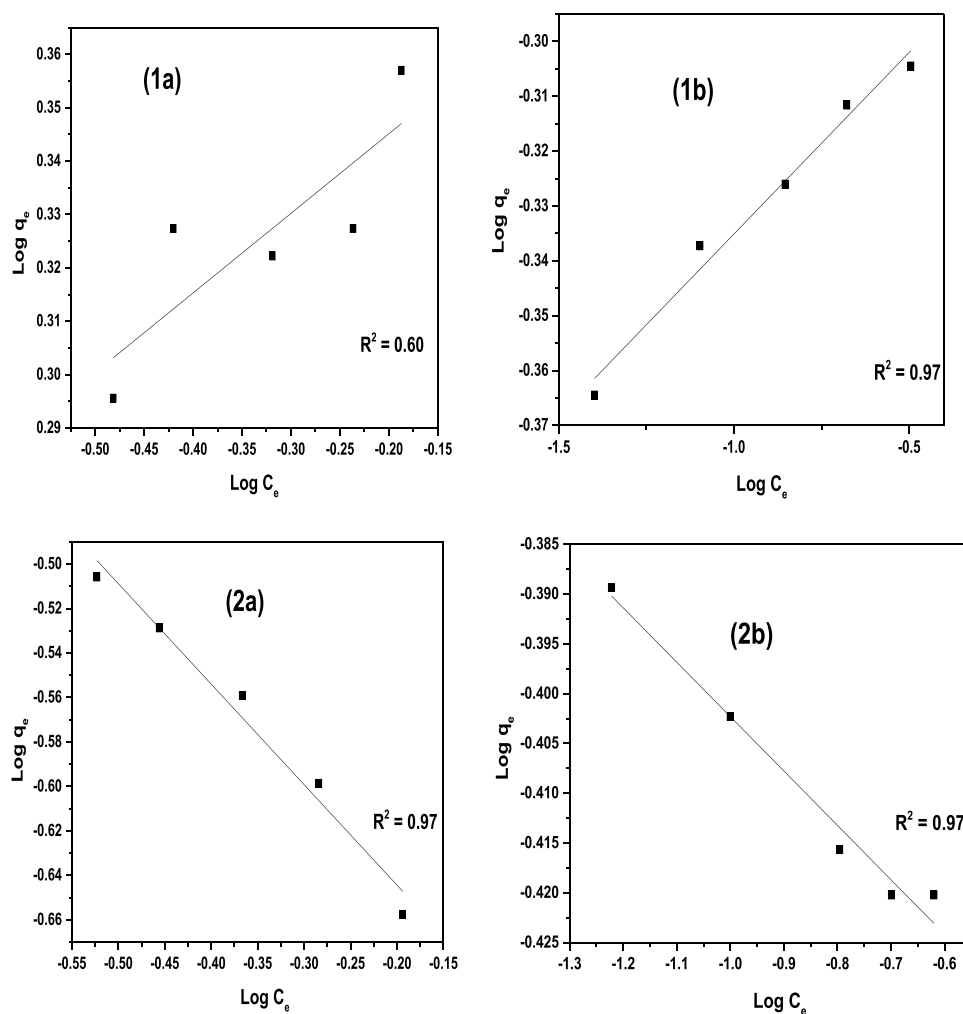 (1a)
0.36
0.35
0.34
0.33
0.32
0.31
0.30
0.29
Log qₑ
R² = 0.60
-0.50 -0.45 -0.40 -0.35 -0.30 -0.25 -0.20 -0.15
Log Cₑ
(1b)
-0.30
-0.31
-0.32
-0.33
-0.34
-0.35
-0.36
-0.37
Log qₑ
R² = 0.97
-1.5 -1.0 -0.5
Log Cₑ
(2a)
-0.50
-0.52
-0.54
-0.56
-0.58
-0.60
-0.62
-0.64
-0.66
Log qₑ
R² = 0.97
-0.55 -0.50 -0.45 -0.40 -0.35 -0.30 -0.25 -0.20 -0.15
Log Cₑ
(2b)
-0.385
-0.390
-0.395
-0.400
-0.405
-0.410
-0.415
-0.420
-0.425
Log qₑ
R² = 0.97
-1.3 -1.2 -1.1 -1.0 -0.9 -0.8 -0.7 -0.6
Log Cₑ